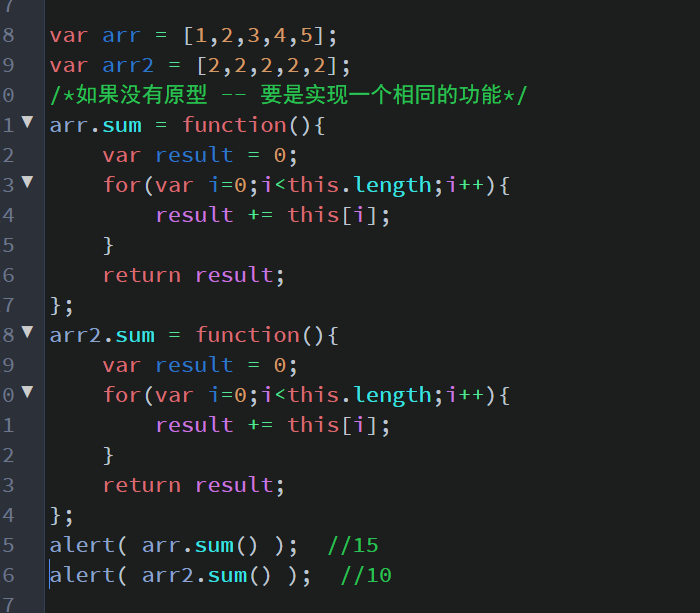 7
8 var arr = [1,2,3,4,5];
9 var arr2 = [2,2,2,2,2];
0 /*如果没有原型 -- 要是实现一个相同的功能*/
1 ▼ arr.sum = function(){
2     var result = 0;
3 ▼     for(var i=0;i<this.length;i++){
4         result += this[i];
5     }
6     return result;
7 };
8 ▼ arr2.sum = function(){
9     var result = 0;
0 ▼     for(var i=0;i<this.length;i++){
1         result += this[i];
2     }
3     return result;
4 };
5 alert( arr.sum() );  //15
6 alert( arr2.sum() );  //10
7